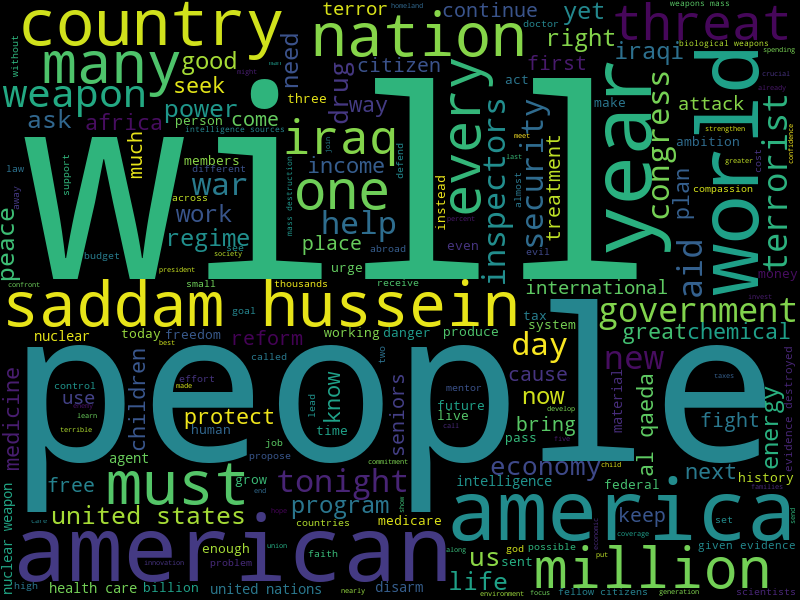 country
terror
homeland
continue
yet
weapons mass
threat
without
many
good
nation
doctor
right
iraqi
first
biological weapons
spending
weapon
seek
need
drug
citizen
act
crucial
already
power
three
way
make
attack
might
ask
africa
person
come
iraq
every
year
world
congress
terrorist
intelligence sources
join
meet
strengthen
confidence
much
members
different
income
defend
last
security
inspectors
ambition
greater
cost
law
support
will
war
one
almost
treatment
plan
compassion
away
across
mass destruction
instead
percent
peace
work
help
regime
see
place
abroad
even
evil
aid
budget
society
president
urge
money
confront
small
thousands
receive
international
invest
saddam hussein
goal
tax
system
government
nuclear
today
freedom
reform
working
danger
produce
great
chemical
best
called
two
day
new
people
medicine
use
control
children
effort
made
know
lead
seniors
mentor
future
cause
now
material
al qaeda
energy
taxes
evidence destroyed
enemy
learn
protect
human
time
live
call
develop
five
bring
fight
terrible
agent
job
propose
pass
commitment
economy
child
next
history
free
must
grow
end
tonight
program
show
intelligence
federal
families
nuclear weapon
hope
countries
medicare
america
keep
set
coverage
send
united states
american
enough
faith
union
us
god
possible
economic
put
given evidence
innovation
problem
along
sent
million
high
health care
billion
united nations
nearly
disarm
life
environment
focus
fellow citizens
generation
scientists